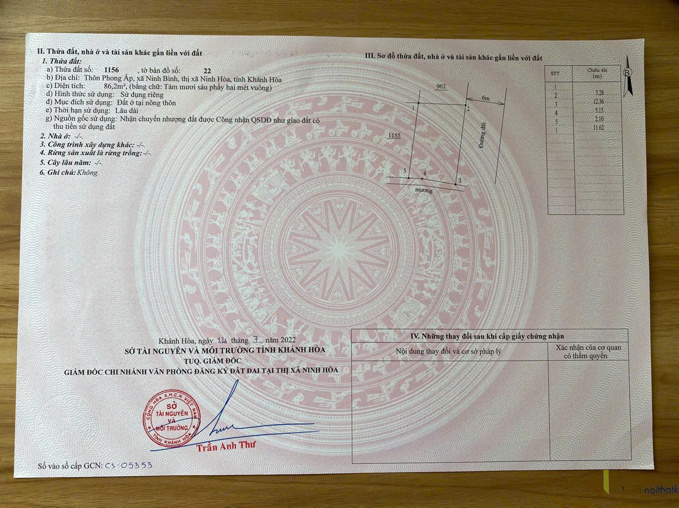 II. Thửa đất, nhà ở và tài sản khác gắn liền với đất
1. Thửa đất:
a) Thửa đất số: 1156 , tờ bản đồ số: 22
b) Địa chỉ: Thôn Phong Ấp, xã Ninh Bình, thị xã Ninh Hòa, tỉnh Khánh Hòa
c) Diện tích: 86,2m², (bằng chữ: Tám mươi sáu phẩy hai mét vuông)
d) Hình thức sử dụng: Sử dụng riêng
đ) Mục đích sử dụng: Đất ở tại nông thôn
e) Thời hạn sử dụng: Lâu dài
g) Nguồn gốc sử dụng: Nhận chuyển nhượng đất được Công nhận QSDĐ như giao đất có
thu tiền sử dụng đất
2. Nhà ở: -/-.
3. Công trình xây dựng khác: -/-.
4. Rừng sản xuất là rừng trồng: -/-.
5. Cây lâu năm: -/-.
6. Ghi chú: Không.
III. Sơ đồ thửa đất, nhà ở và tài sản khác gắn liền với đất
B
962
6m
Đường đất
1155
5
4
3
mương
STT
Chiều dài
(m)
1
2
3
4
5
1
7.28
12.36
5.13
2.10
11.62
Khánh Hòa, ngày tháng năm 2022
SỞ TÀI NGUYÊN VÀ MÔI TRƯỜNG TỈNH KHÁNH HÒA
TUQ. GIÁM ĐỐC
GIÁM ĐỐC CHI NHÁNH VĂN PHÒNG ĐĂNG KÝ ĐẤT ĐAI TẠI THỊ XÃ NINH HÒA
SỞ
TÀI NGUYÊN
VÀ
MÔI TRƯỜNG
TỈNH KHÁNH HÒA
Trần Anh Thư
Số vào sổ cấp GCN: CS-05353
IV. Những thay đổi sau khi cấp giấy chứng nhận
Nội dung thay đổi và cơ sở pháp lý
Xác nhận của cơ quan
có thẩm quyền